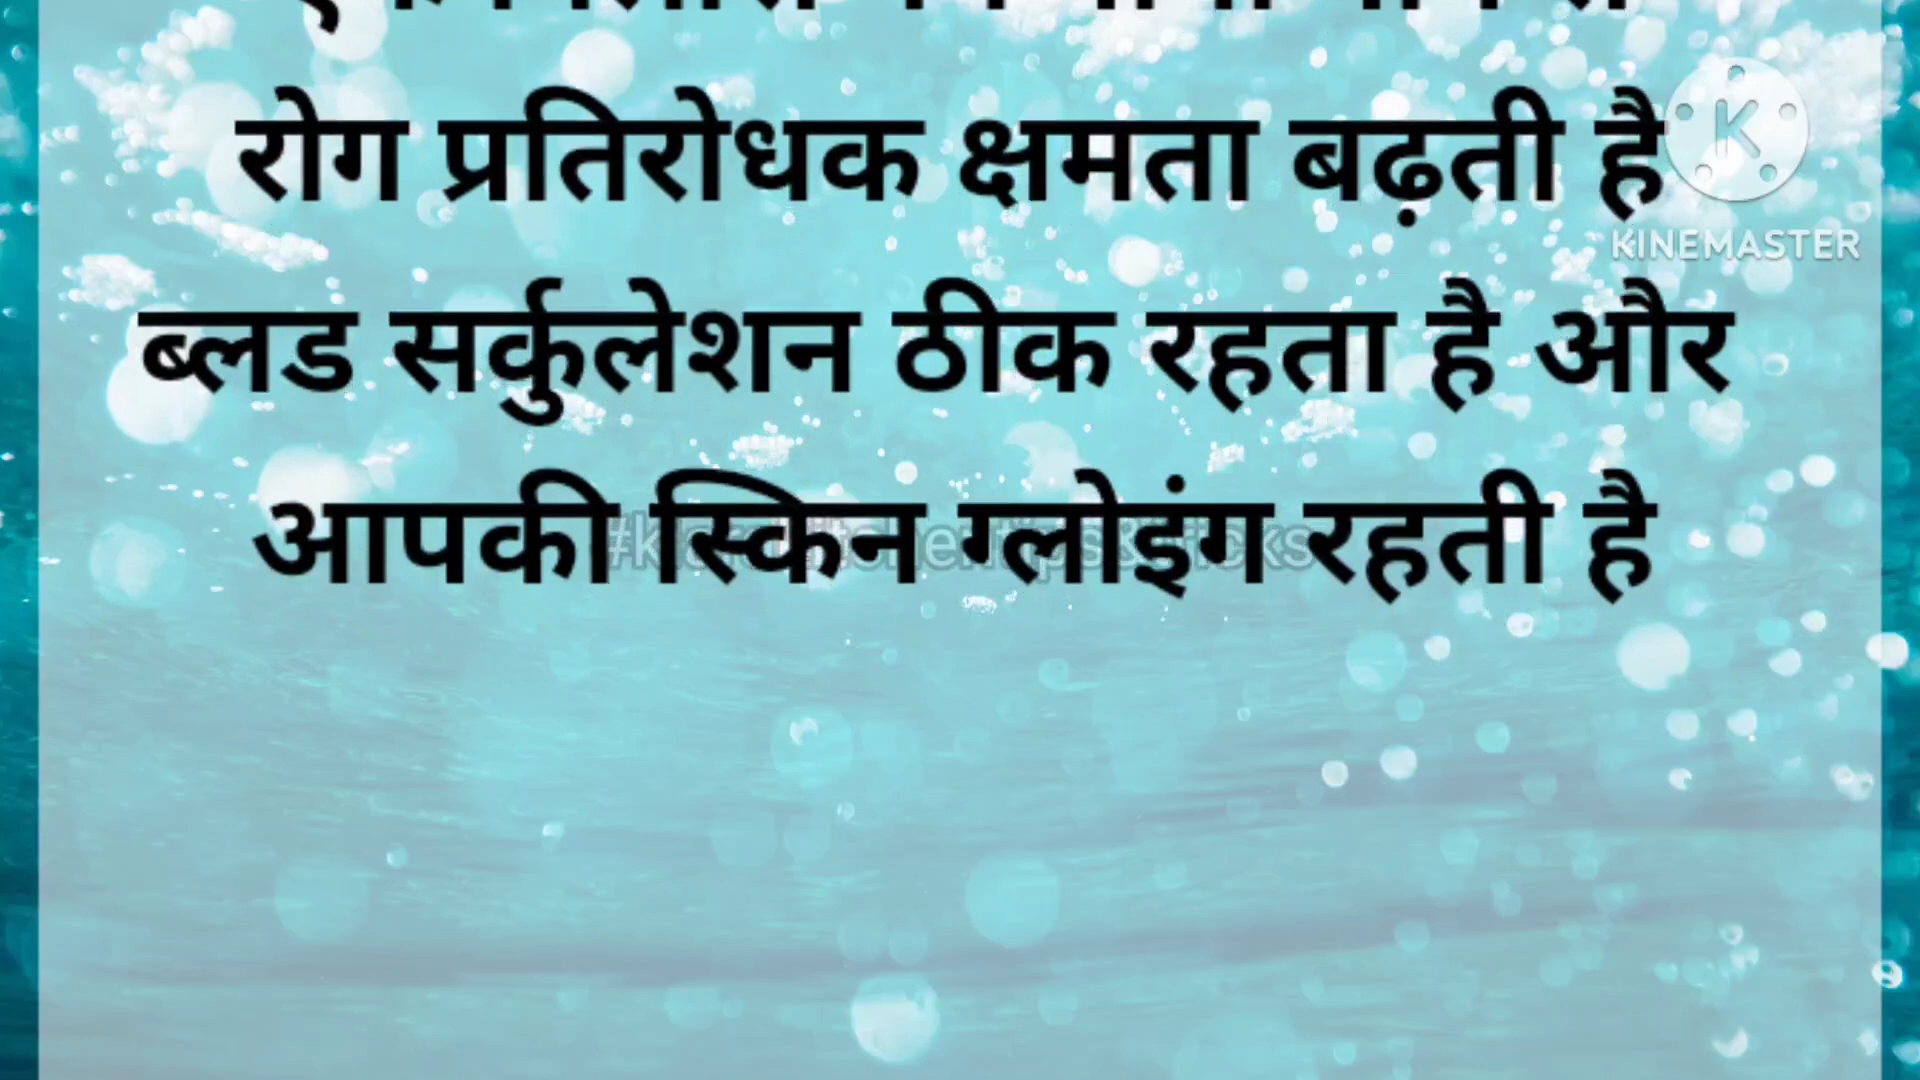 रोग प्रतिरोधक क्षमता बढ़ती है
K
KINEMASTER
ब्लड सर्कुलेशन ठीक रहता है और
आपकी स्किन ग्लोइंग रहती है